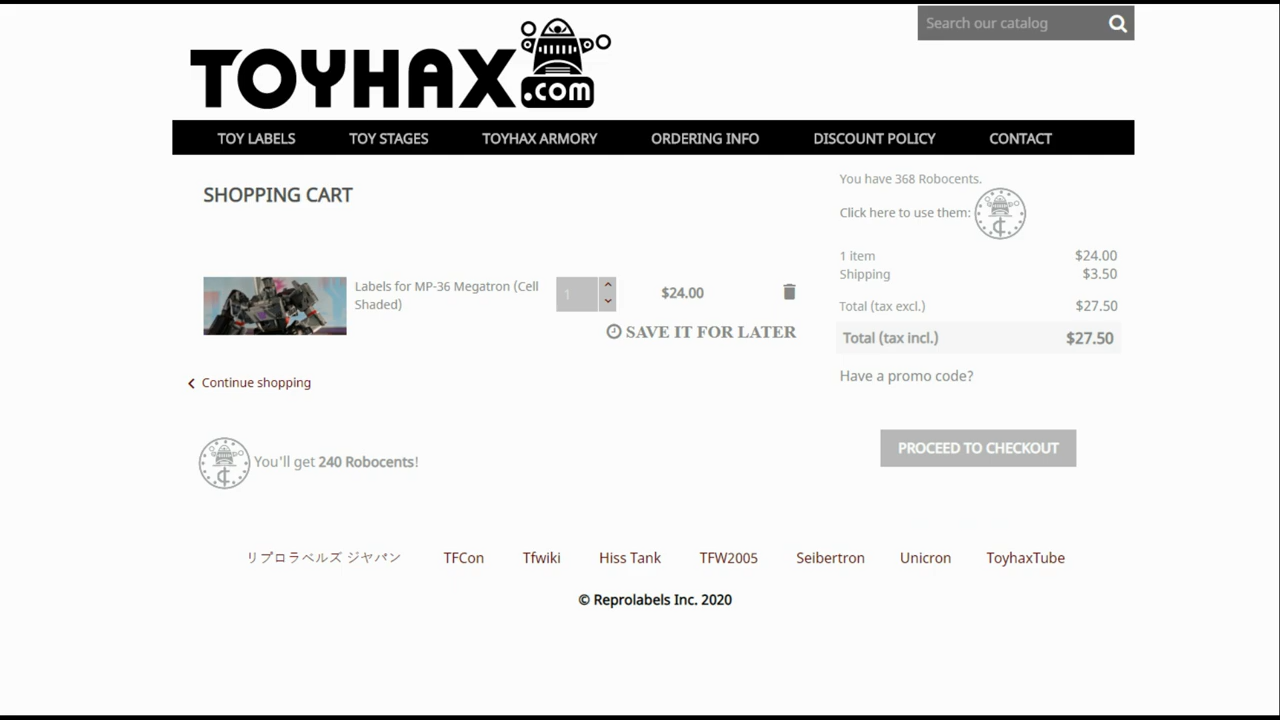 Search our catalog
TOYHAX.com
TOY LABELS TOY STAGES TOYHAX ARMORY ORDERING INFO DISCOUNT POLICY CONTACT
SHOPPING CART
You have 368 Robocents.
Click here to use them:
Labels for MP-36 Megatron (Cell
Shaded)
1
$24.00
SAVE IT FOR LATER
1 item $24.00
Shipping $3.50
Total (tax excl.) $27.50
Total (tax incl.) $27.50
Have a promo code?
Continue shopping
You'll get 240 Robocents!
PROCEED TO CHECKOUT
リプロラベルズ ジャパン TFCon Tfwiki Hiss Tank TFW2005 Seibertron Unicron ToyhaxTube
© Reprolabels Inc. 2020